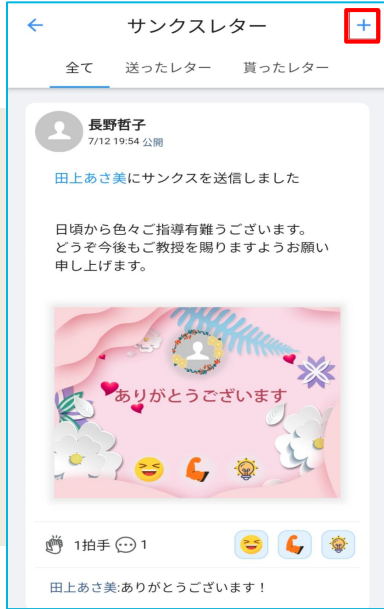 サンクスレター
全て 送ったレター 貰ったレター
長野哲子
7/12 19:54 公開
田上あさ美にサンクスを送信しました
日頃から色々ご指導有難うございます。
どうぞ今後もご教授を賜りますようお願い
申し上げます。
ありがとうございます
1拍手 1
田上あさ美:ありがとうございます！